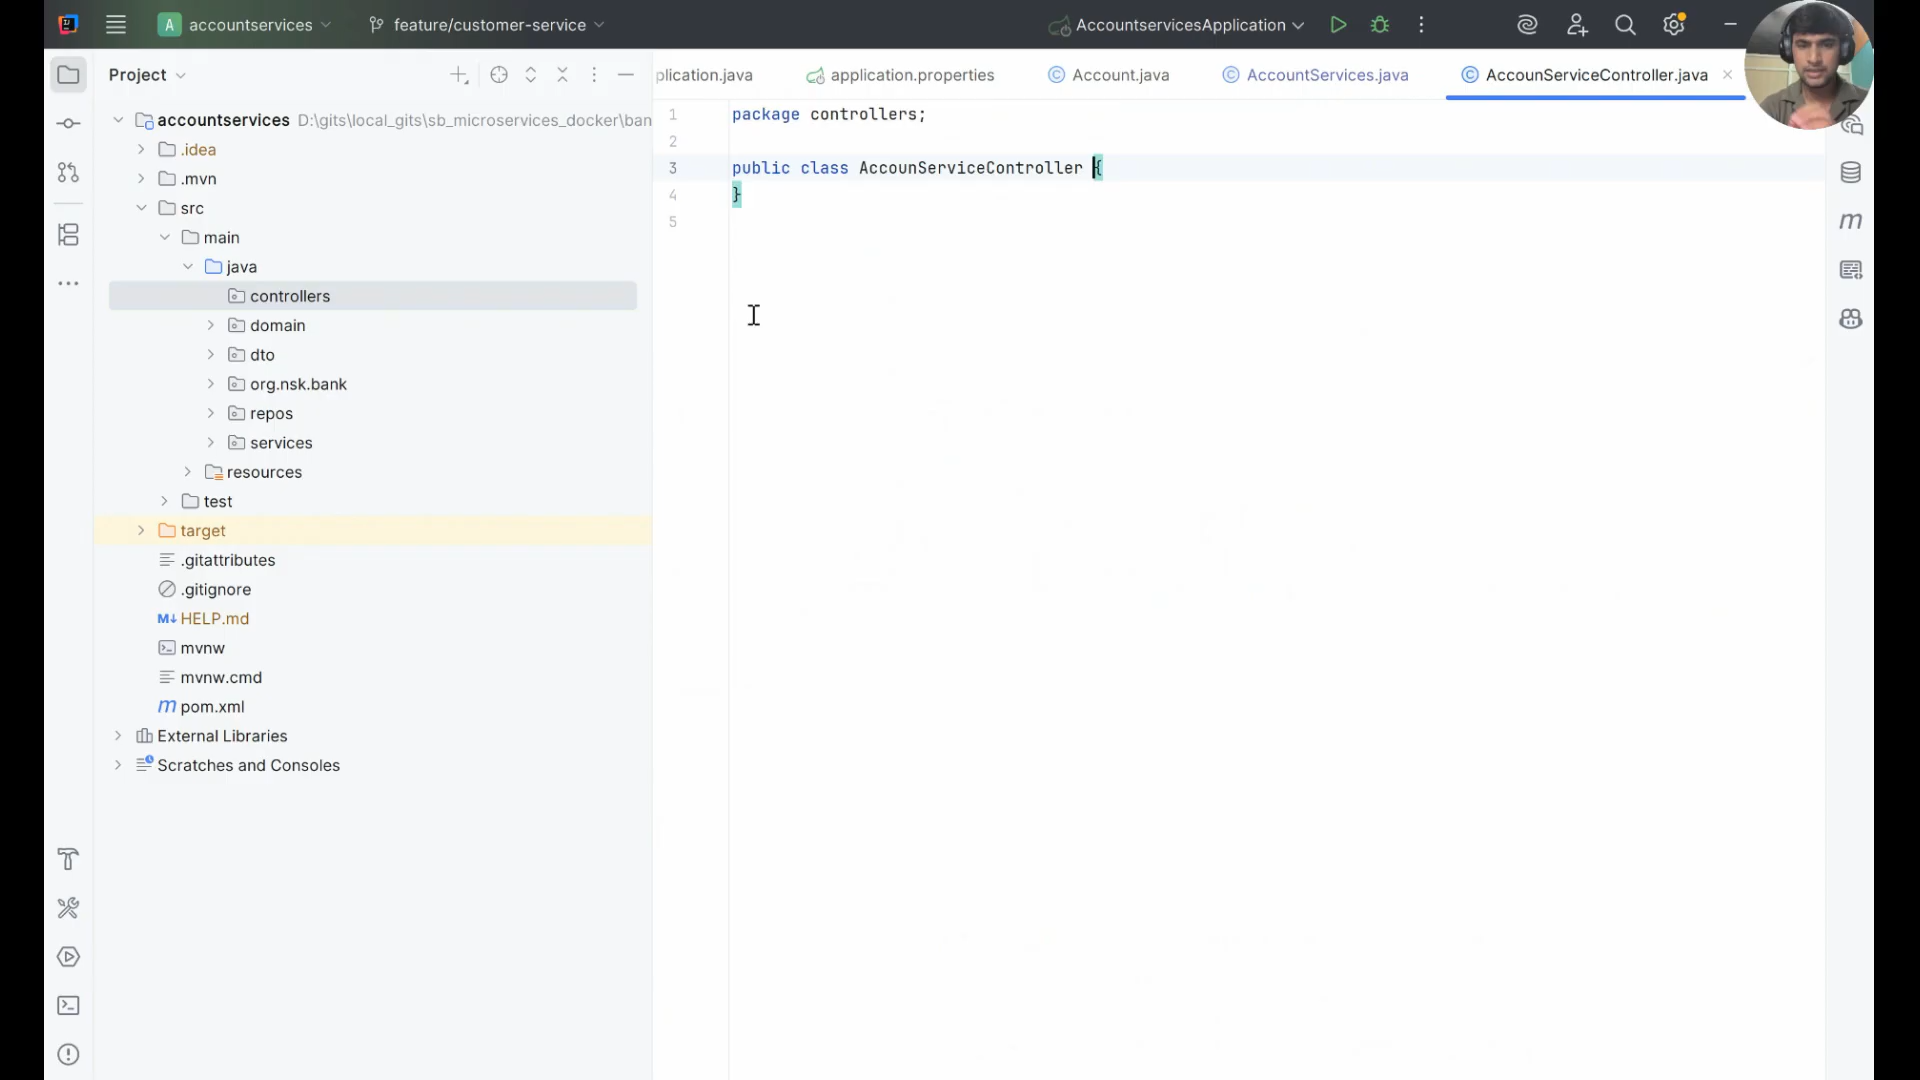 A accountservices
feature/customer-service
AccountservicesApplication
Project
plication.java
application.properties
Account.java
AccountServices.java
AccounServiceController.java
accountservices D:\gits\local_gits\sb_microservices_docker\ban
.idea
.mvn
src
main
java
controllers
domain
dto
org.nsk.bank
repos
services
resources
test
target
.gitattributes
.gitignore
M↓ HELP.md
mvnw
mvnw.cmd
m pom.xml
External Libraries
Scratches and Consoles
1 package controllers;
2
3 public class AccounServiceController {
4 }
5
m